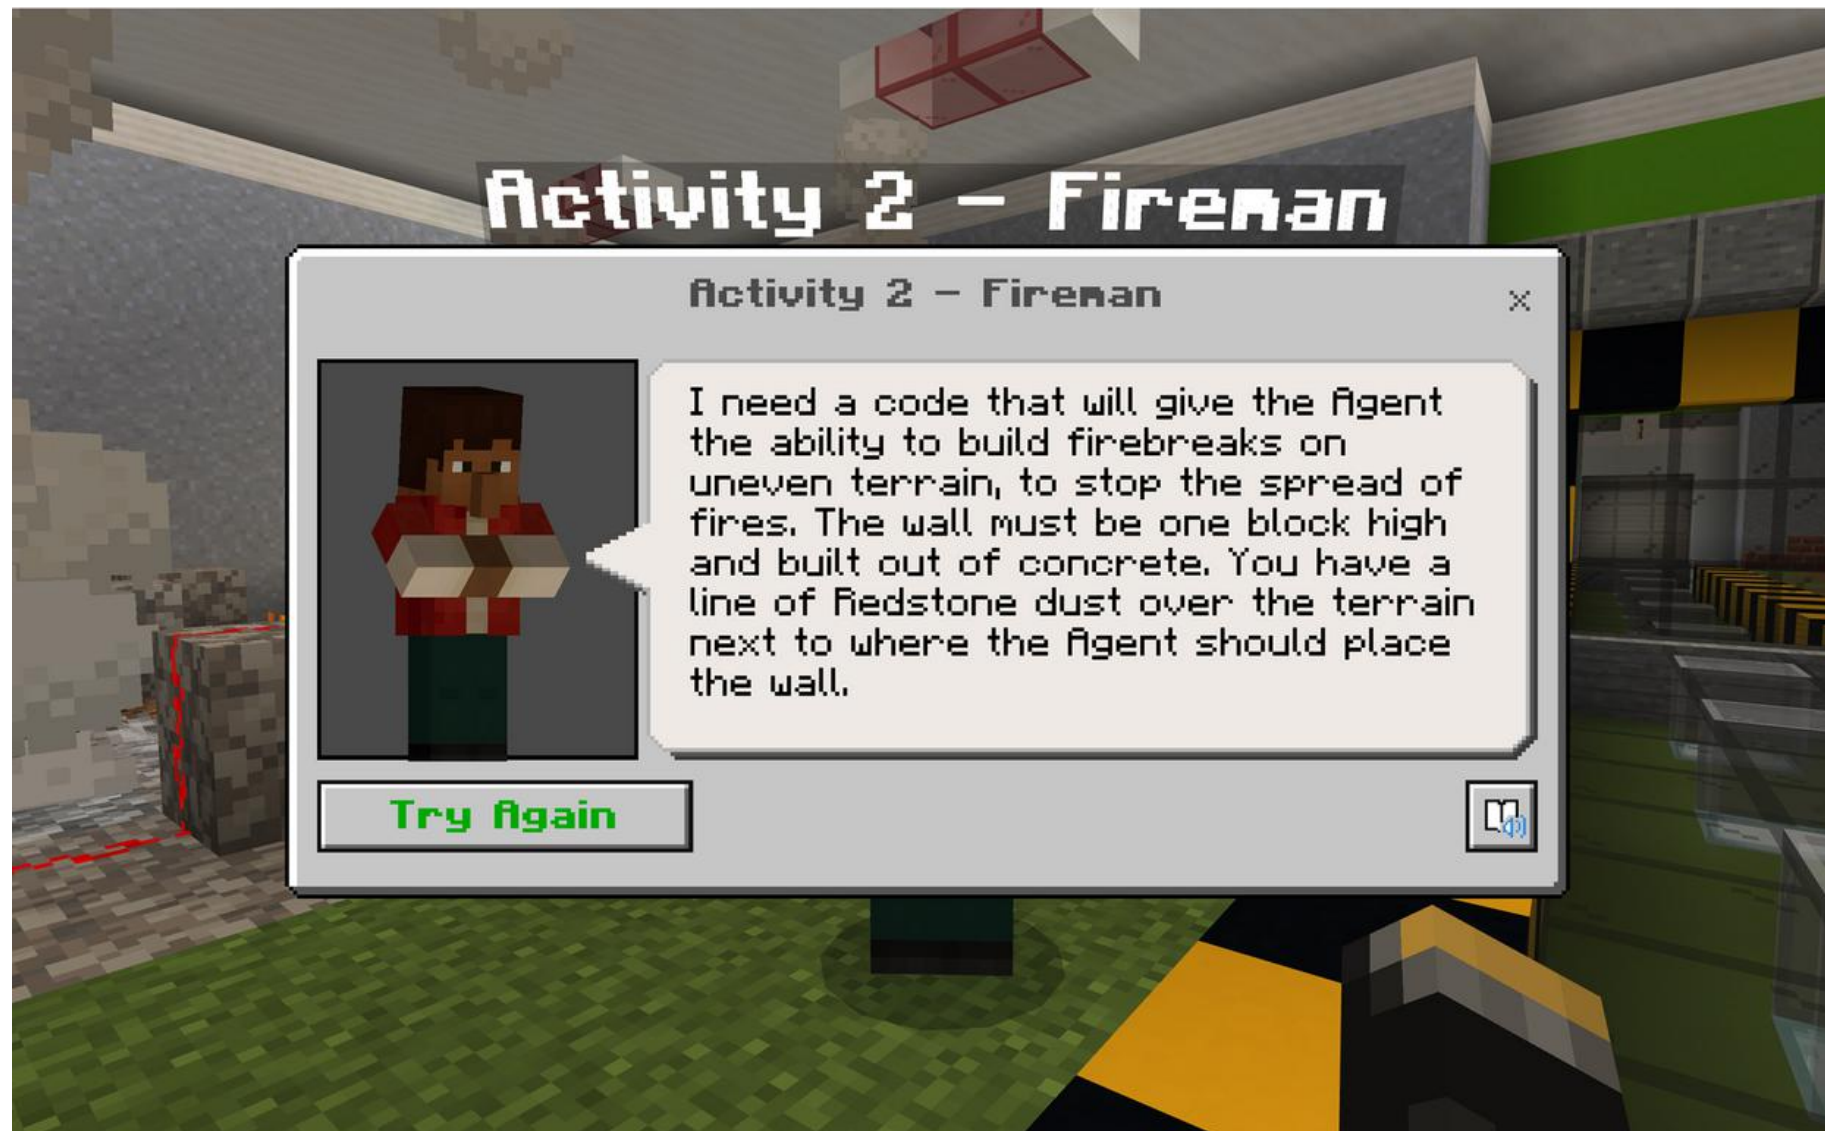 Activity 2 - Fireman
Activity 2 - Fireman
I need a code that will give the Agent
the ability to build firebreaks on
uneven terrain, to stop the spread of
fires. The wall must be one block high
and built out of concrete. You have a
line of Redstone dust over the terrain
next to where the Agent should place
the wall.
Try Again